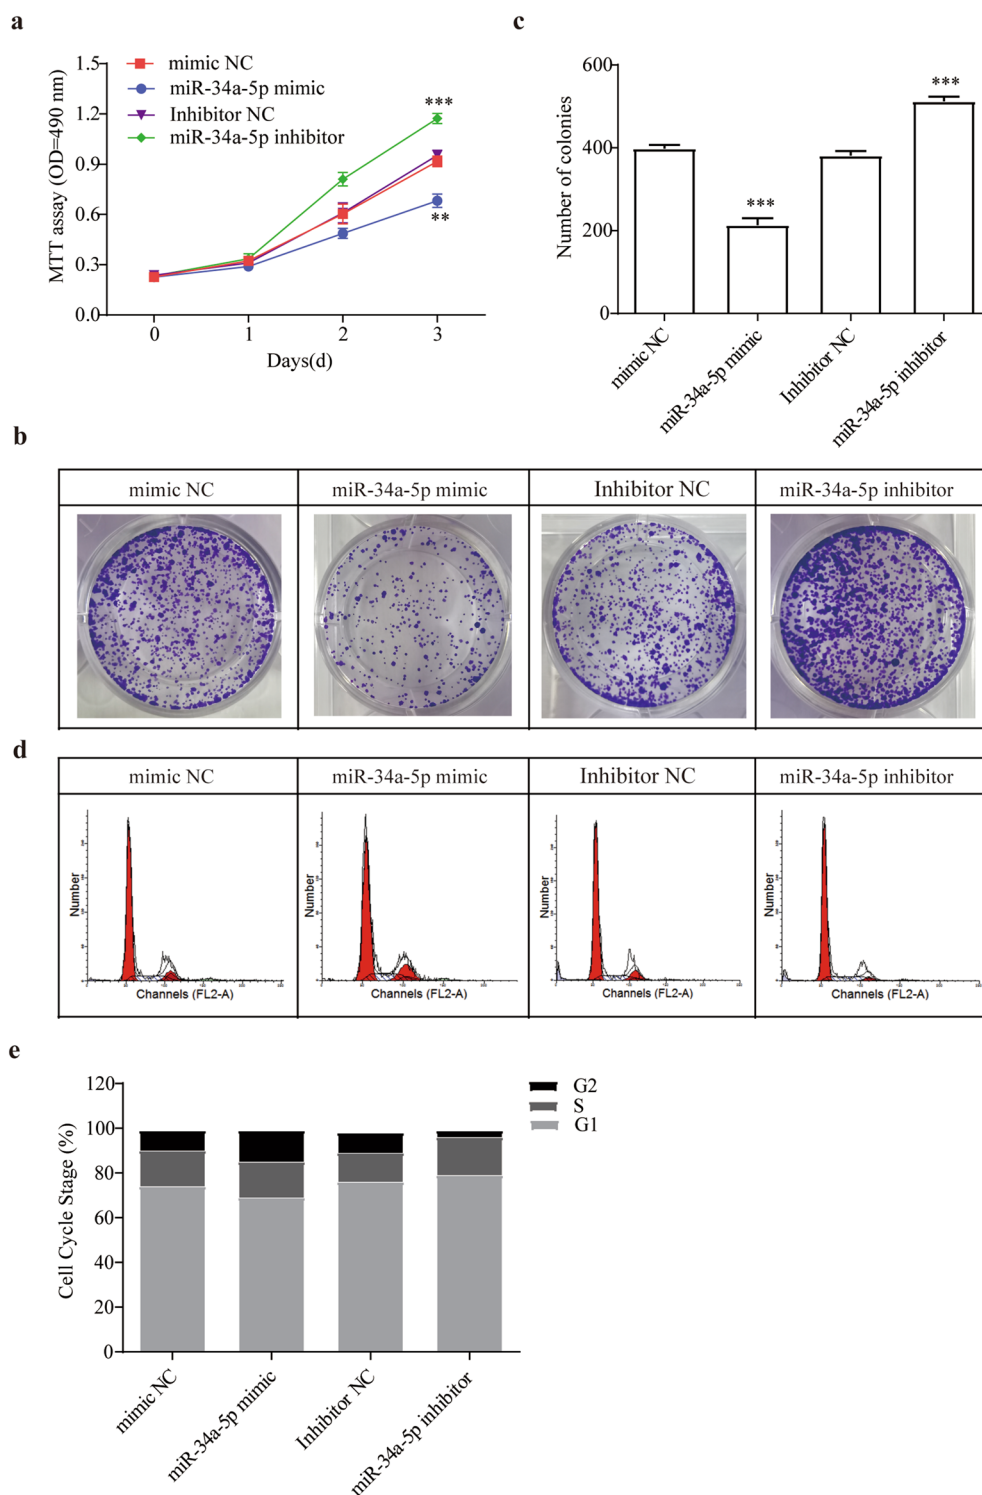 a
1.5
1.2
0.9
0.6
0.3
0.0
MTT assay (OD=490 nm)
mimic NC
miR-34a-5p mimic
Inhibitor NC
miR-34a-5p inhibitor
***
**
0
1
2
3
Days(d)
c
600
400
200
0
Number of colonies
***
***
mimic NC
miR-34a-5p mimic
Inhibitor NC
miR-34a-5p inhibitor
b
mimic NC
miR-34a-5p mimic
Inhibitor NC
miR-34a-5p inhibitor
d
mimic NC
miR-34a-5p mimic
Inhibitor NC
miR-34a-5p inhibitor
Number
Channels (FL2-A)
Number
Channels (FL2-A)
Number
Channels (FL2-A)
Number
Channels (FL2-A)
e
120
100
80
60
40
20
0
Cell Cycle Stage (%)
G2
S
G1
mimic NC
miR-34a-5p mimic
Inhibitor NC
miR-34a-5p inhibitor